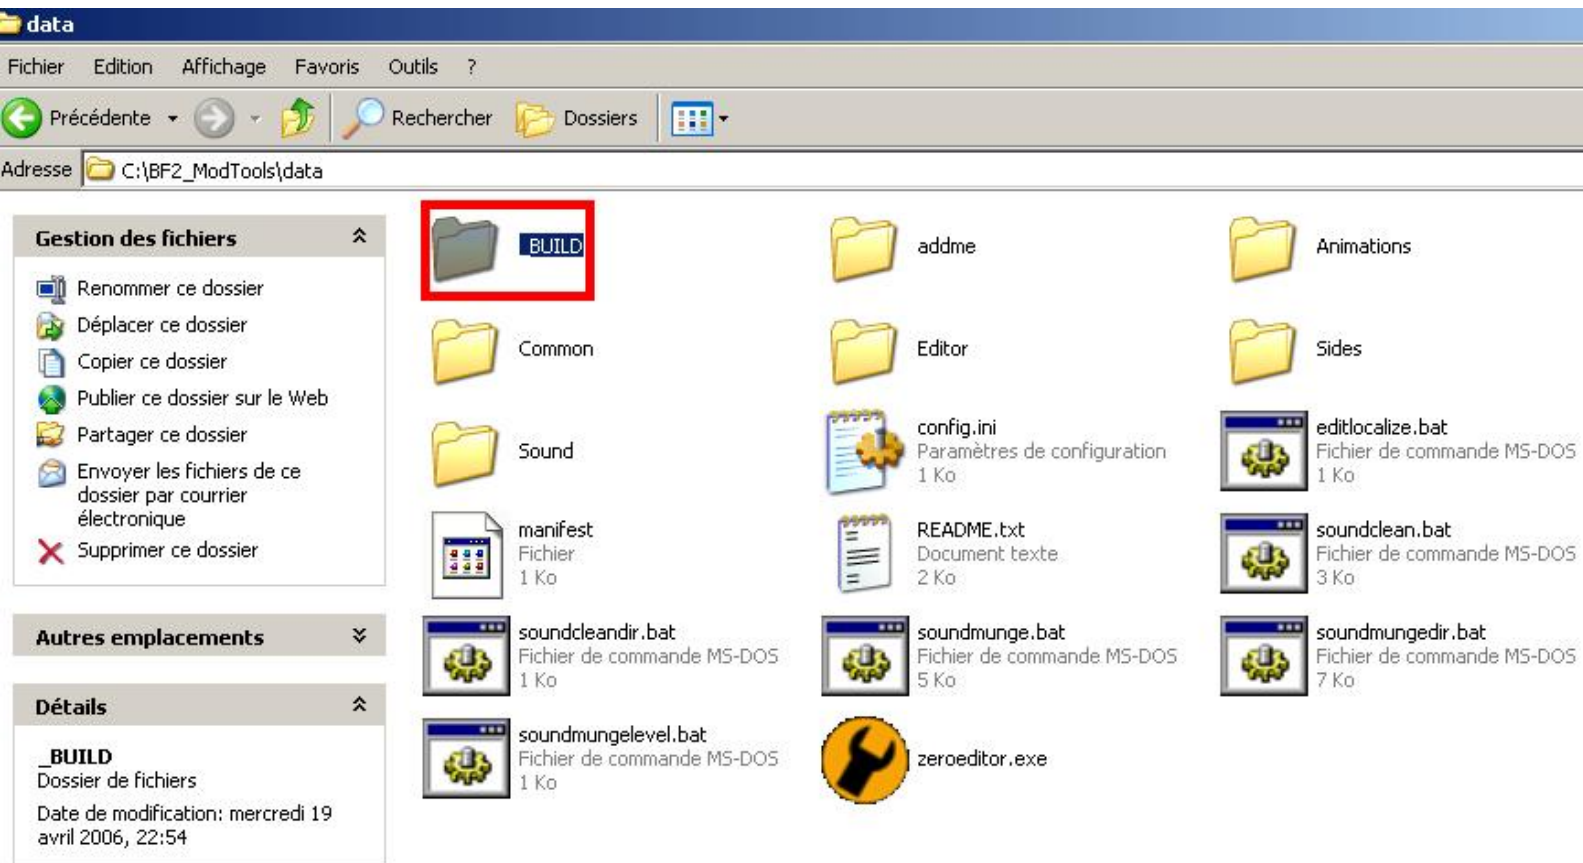 data
Fichier Edition Affichage Favoris Outils ?
Précédente Rechercher Dossiers
Adresse C:\BF2_ModTools\data
Gestion des fichiers
Renommer ce dossier
Déplacer ce dossier
Copier ce dossier
Publier ce dossier sur le Web
Partager ce dossier
Envoyer les fichiers de ce
dossier par courrier
électronique
Supprimer ce dossier
Autres emplacements
Détails
_BUILD
Dossier de fichiers
Date de modification: mercredi 19
avril 2006, 22:54
_BUILD
addme
Animations
Common
Editor
Sides
Sound
config.ini
Paramètres de configuration
1 Ko
editlocalize.bat
Fichier de commande MS-DOS
1 Ko
manifest
Fichier
1 Ko
README.txt
Document texte
2 Ko
soundclean.bat
Fichier de commande MS-DOS
3 Ko
soundcleandir.bat
Fichier de commande MS-DOS
1 Ko
soundmunge.bat
Fichier de commande MS-DOS
5 Ko
soundmungedir.bat
Fichier de commande MS-DOS
7 Ko
soundmungelevel.bat
Fichier de commande MS-DOS
1 Ko
zeroeditor.exe